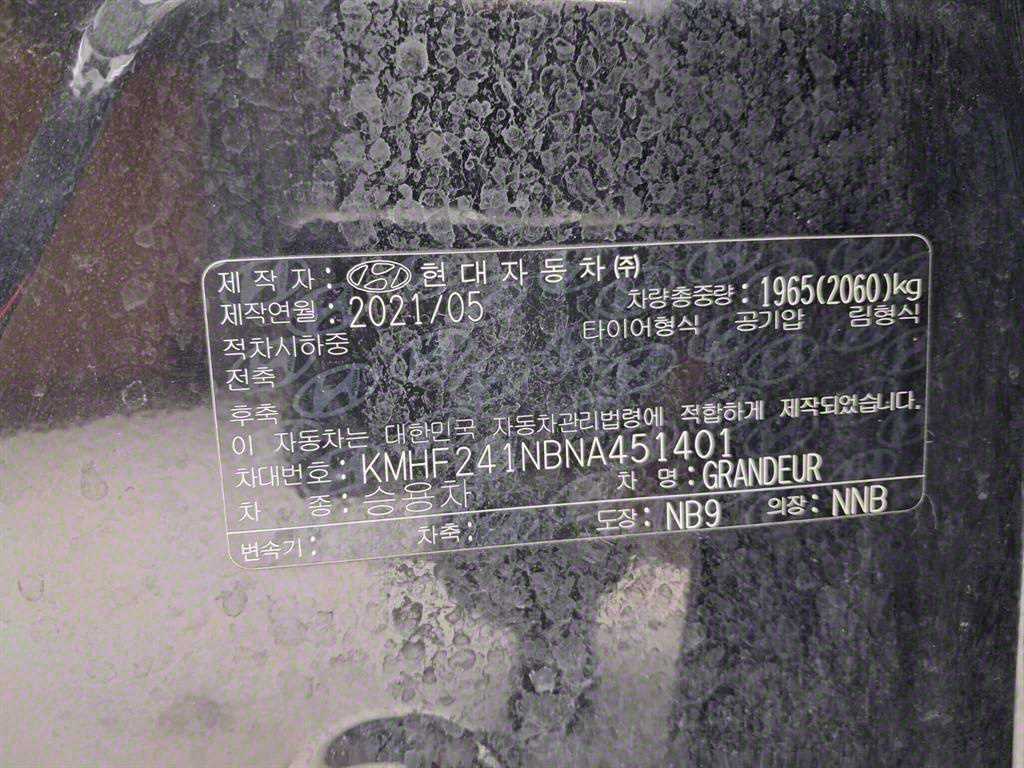 제 작 자 : 현대자동차㈜
제작연월 : 2021/05 차량총중량 : 1965(2060)kg
적차시하중 타이어형식 공기압 림형식
전축
후축
이 자동차는 대한민국 자동차관리법령에 적합하게 제작되었습니다.
차대번호 : KMHF241NBNA451401
차 종 : 승용차 차 명 : GRANDEUR
변속기 : 차축 : 도장 : NB9 의장 : NNB